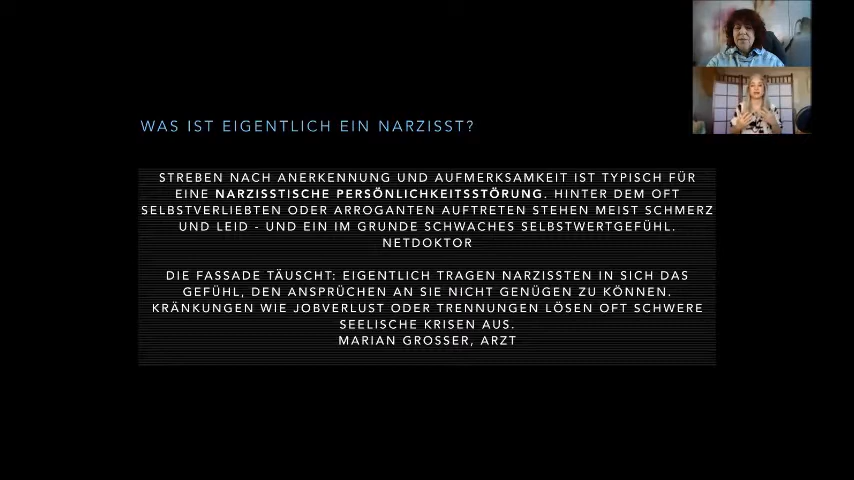 WAS IST EIGENTLICH EIN NARZISST?
STREBEN NACH ANERKENNUNG UND AUFMERKSAMKEIT IST TYPISCH FÜR
EINE NARZISSTISCHE PERSÖNLICHKEITSSTÖRUNG. HINTER DEM OFT
SELBSTVERLIEBTEN ODER ARROGANTEN AUFTRETEN STEHEN MEIST SCHMERZ
UND LEID - UND EIN IM GRUNDE SCHWACHES SELBSTWERTGEFÜHL.
NETDOKTOR
DIE FASSADE TÄUSCHT: EIGENTLICH TRAGEN NARZISSTEN IN SICH DAS
GEFÜHL, DEN ANSPRÜCHEN AN SIE NICHT GENÜGEN ZU KÖNNEN.
KRÄNKUNGEN WIE JOBVERLUST ODER TRENNUNGEN LÖSEN OFT SCHWERE
SEELISCHE KRISEN AUS.
MARIAN GROSSER, ARZT